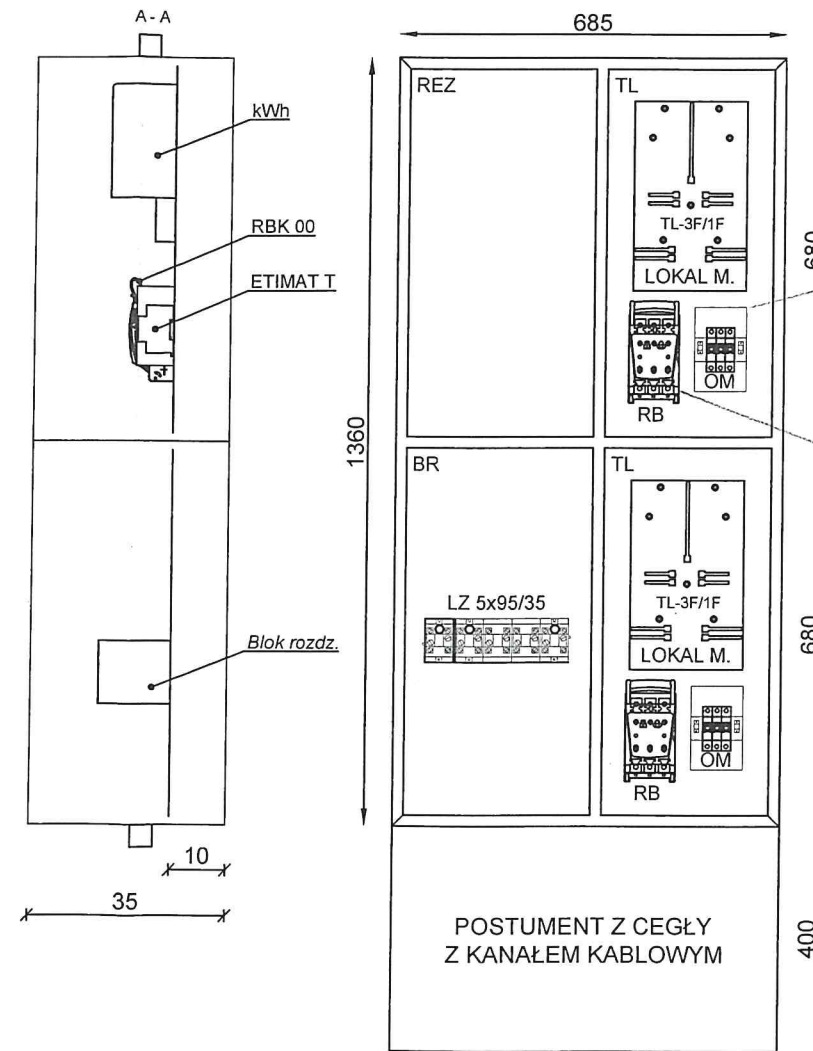 A - A
kWh
RBK 00
ETIMAT T
Blok rozdz.
10
35
685
1360
REZ
TL
TL-3F/1F
LOKAL M.
RB
OM
680
BR
LZ 5x95/35
TL
TL-3F/1F
LOKAL M.
RB
OM
680
POSTUMENT Z CEGŁY
Z KANAŁEM KABLOWYM
400